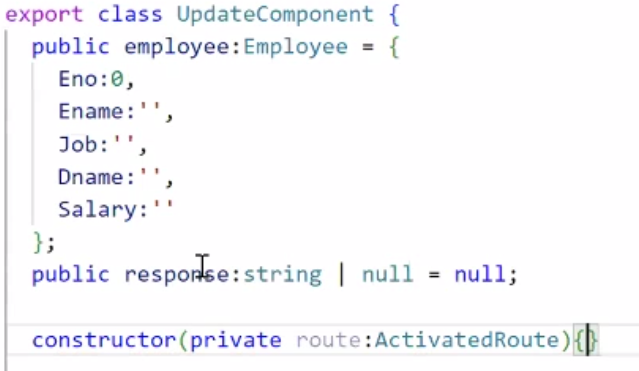 export class UpdateComponent {
public employee:Employee = {
Eno:0,
Ename:'',
Job:'',
Dname:'',
Salary:''
};
public response:string | null = null;
constructor(private route:ActivatedRoute){}